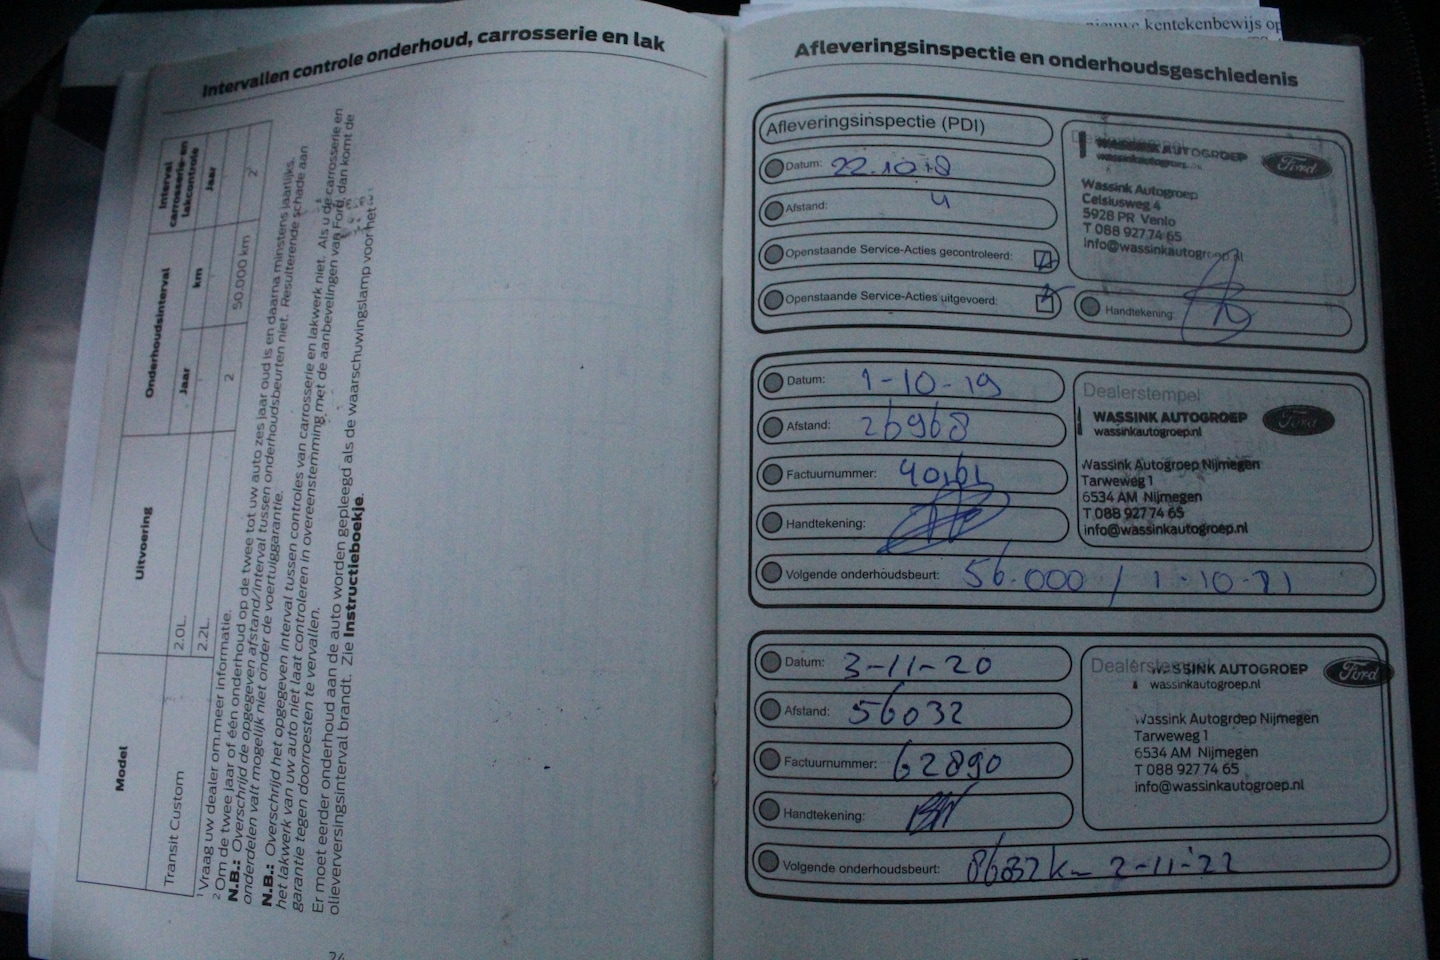 nieuwe kentekenbewijs op
Intervallen controle onderhoud, carrosserie en lak
Model
Uitvoering
Onderhoudsinterval
Interval carrosserie-en lakcontrole
Jaar
km
Jaar
Transit Custom
2.0L.
2.2L.
2
50.000 km
2
1 Vraag uw dealer om meer informatie.
2 Om de twee jaar of één onderhoud op de twee tot uw auto zes jaar oud is en daarna minstens jaarlijks.
N.B.: Overschrijd de opgegeven afstand/interval tussen onderhoudsbeurten niet. Resulterende schade aan
onderdelen valt mogelijk niet onder de voertuiggarantie.
N.B.: Overschrijd het opgegeven interval tussen controles van carrosserie en lakwerk niet. Als u de carrosserie en
het lakwerk van uw auto niet laat controleren in overeenstemming met de aanbevelingen van Ford, dan komt de
garantie tegen doorroesten te vervallen.
Er moet eerder onderhoud aan de auto worden gepleegd als de waarschuwingslamp voor het
olieverversingsinterval brandt. Zie Instructieboekje.
Afleveringsinspectie en onderhoudsgeschiedenis
Afleveringsinspectie (PDI)
Datum: 22.10.18
Afstand: 4
Openstaande Service-Acties gecontroleerd:
Openstaande Service-Acties uitgevoerd:
WASSINK AUTOGROEP
Ford
Wassink Autogroep
Celsiusweg 4
5928 PR Venlo
T 088 927 74 65
info@wassinkautogroep.nl
Handtekening:
Datum: 1-10-19
Afstand: 26968
Factuurnummer:
Handtekening:
Volgende onderhoudsbeurt: 56.000 / 1-10-21
Dealerstempel
WASSINK AUTOGROEP
Ford
wassinkautogroep.nl
Wassink Autogroep Nijmegen
Tarweweg 1
6534 AM Nijmegen
T 088 927 74 65
info@wassinkautogroep.nl
Datum: 3-11-20
Afstand: 56032
Factuurnummer: 62890
Handtekening:
Volgende onderhoudsbeurt: 86032 km 2-11-'22
Dealerstempel
WASSINK AUTOGROEP
Ford
wassinkautogroep.nl
Wassink Autogroep Nijmegen
Tarweweg 1
6534 AM Nijmegen
T 088 927 74 65
info@wassinkautogroep.nl